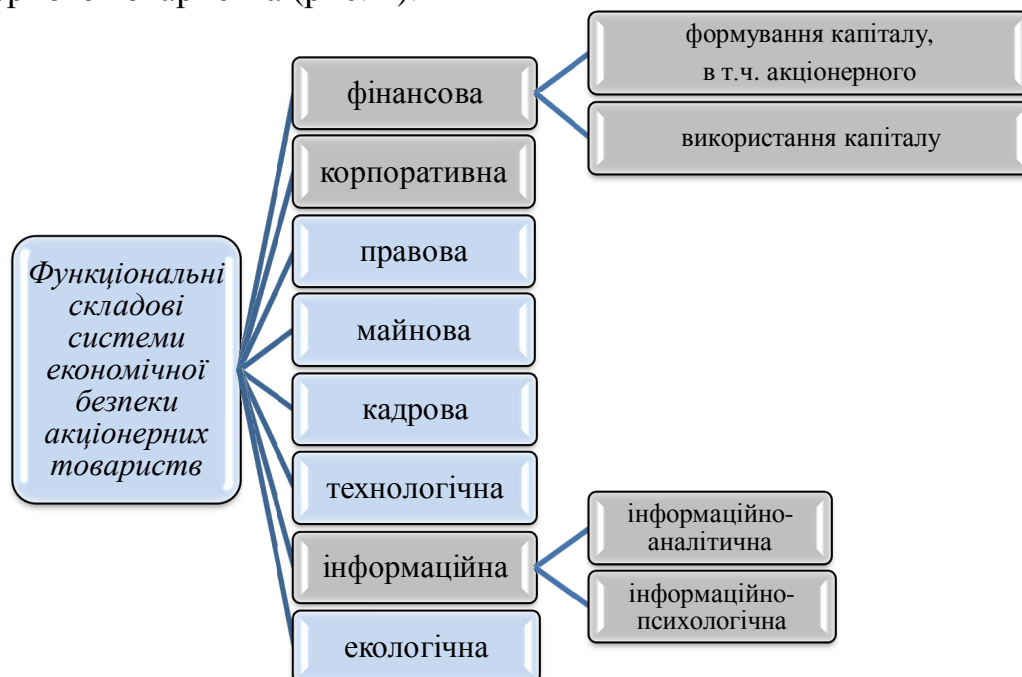 Функціональні
складові
системи
економічної
безпеки
акціонерних
товариств
фінансова
формування капіталу,
в т.ч. акціонерного
використання капіталу
корпоративна
правова
майнова
кадрова
технологічна
інформаційна
інформаційно-
аналітична
інформаційно-
психологічна
екологічна